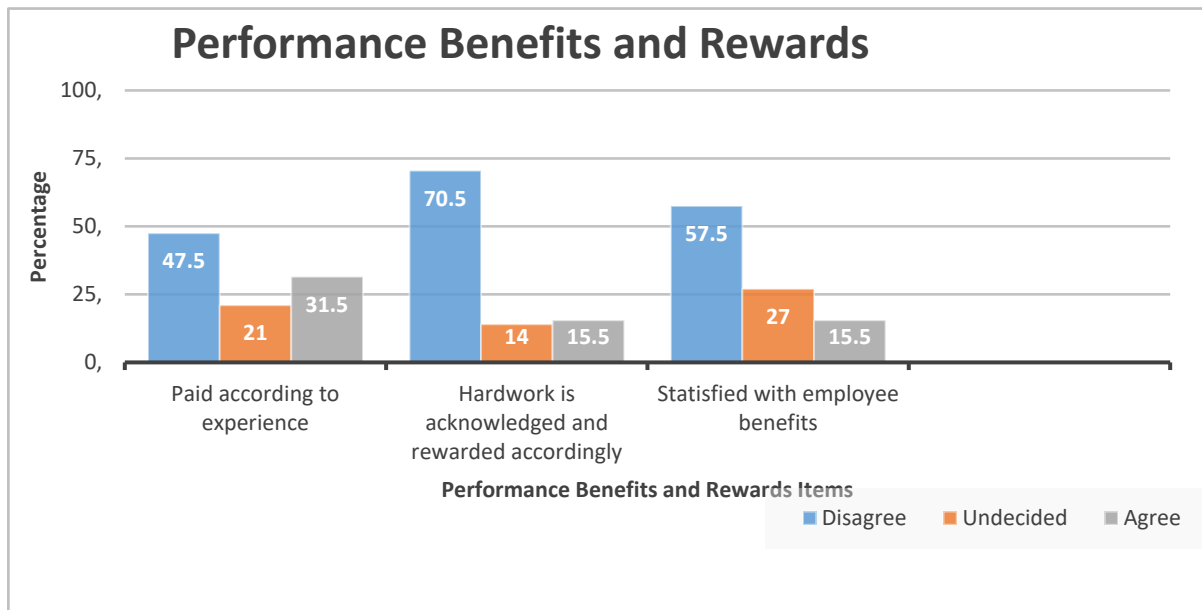 Performance Benefits and Rewards
Percentage
100,
75,
50,
25,
0,
47.5
21
31.5
70.5
14
15.5
57.5
27
15.5
Paid according to
experience
Hardwork is
acknowledged and
rewarded accordingly
Statisfied with employee
benefits
Performance Benefits and Rewards Items
Disagree Undecided Agree